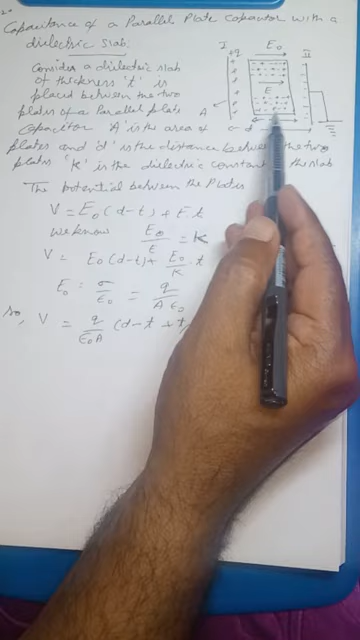 Capacitance of a Parallel Plate Capacitor with a
dielectric slab.
Consider a dielectric slab
of thickness 't' is
placed between the two
plates of a Parallel plate
Capacitor 'A' is the area of
plates and 'd' is the distance between the two
plates 'K' is the dielectric constant the slab
I +q E₀ II
E
A
d
The potential between the Plates
V = E₀(d-t) + E.t
we know E₀/E = K
V = E₀(d-t) + E₀/K . t
E₀ = σ/ε₀ = q/Aε₀
So, V = q/ε₀A (d-t + t